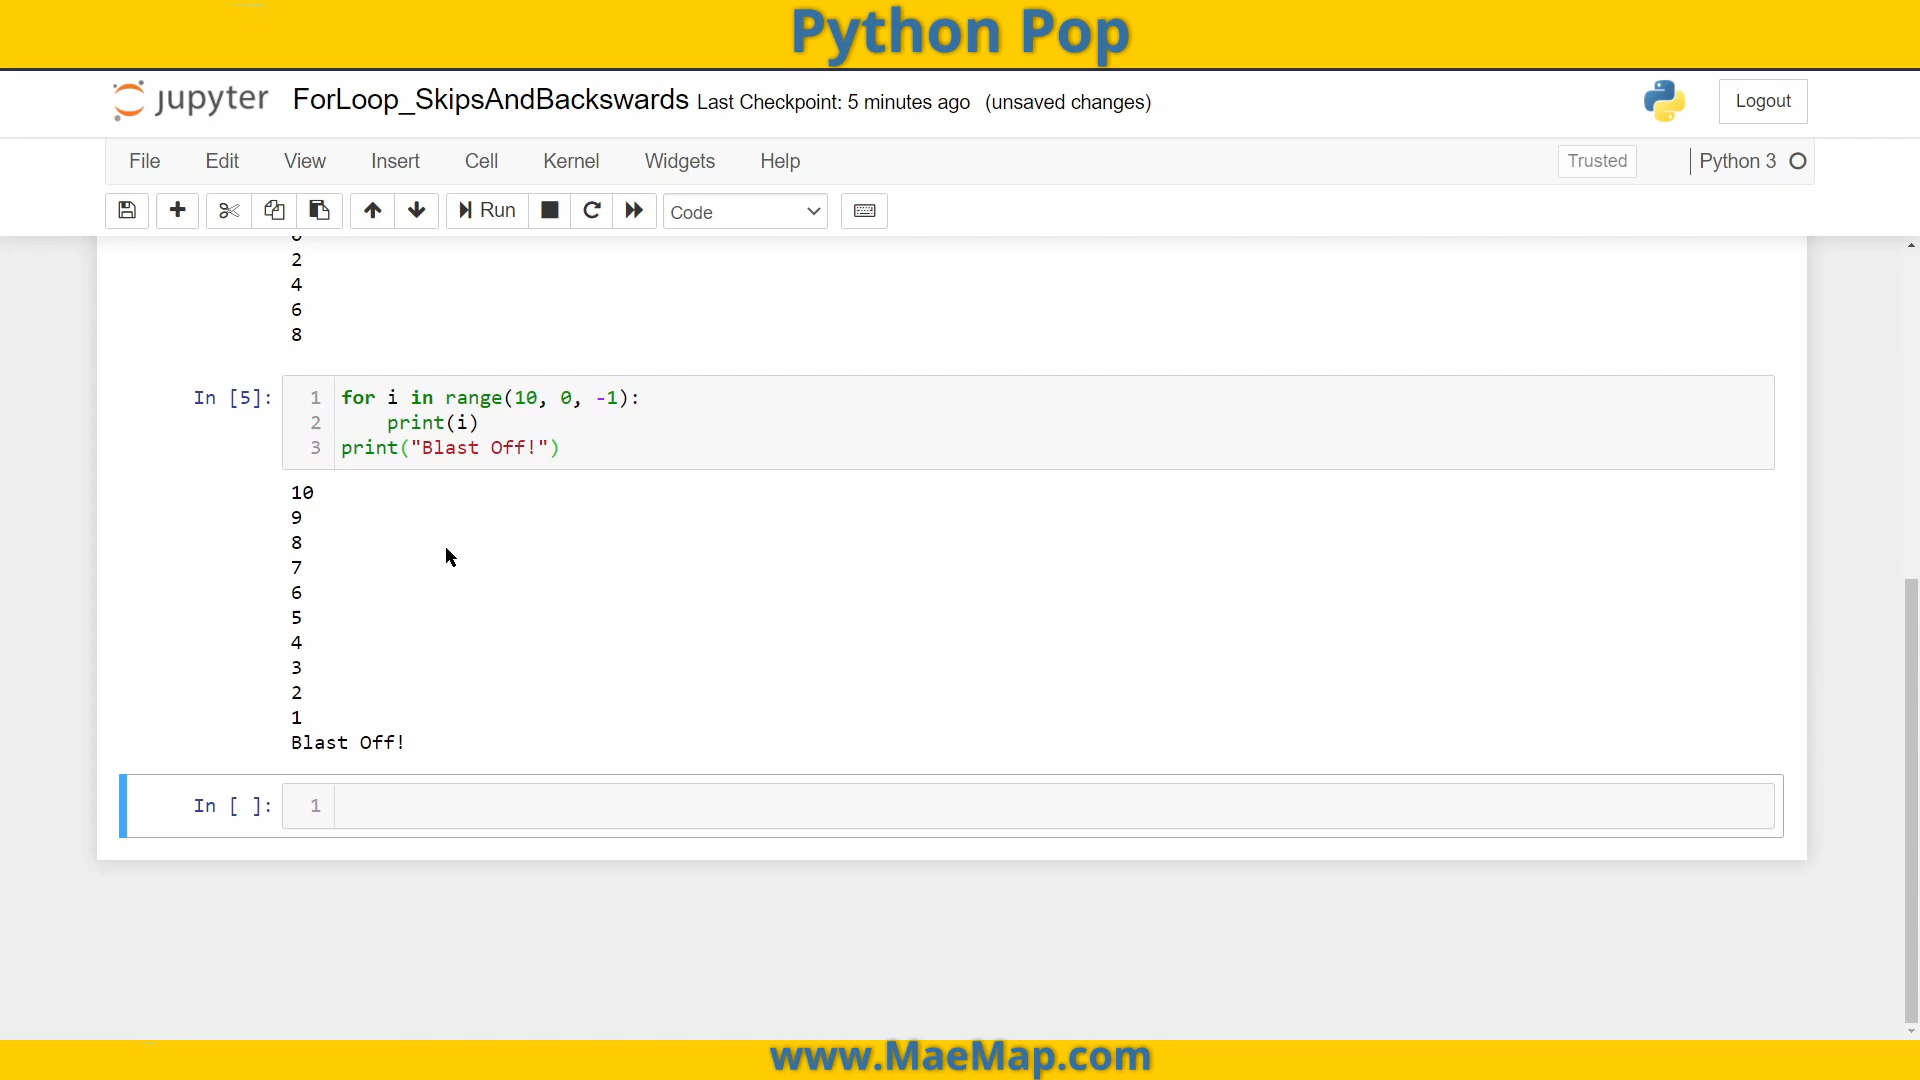 Python Pop
jupyter ForLoop_SkipsAndBackswards Last Checkpoint: 5 minutes ago (unsaved changes) Logout
File Edit View Insert Cell Kernel Widgets Help Trusted Python 3
Run Code
2
4
6
8
In [5]: 1 for i in range(10, 0, -1):
2 print(i)
3 print("Blast Off!")
10
9
8
7
6
5
4
3
2
1
Blast Off!
In [ ]: 1
www.MaeMap.com